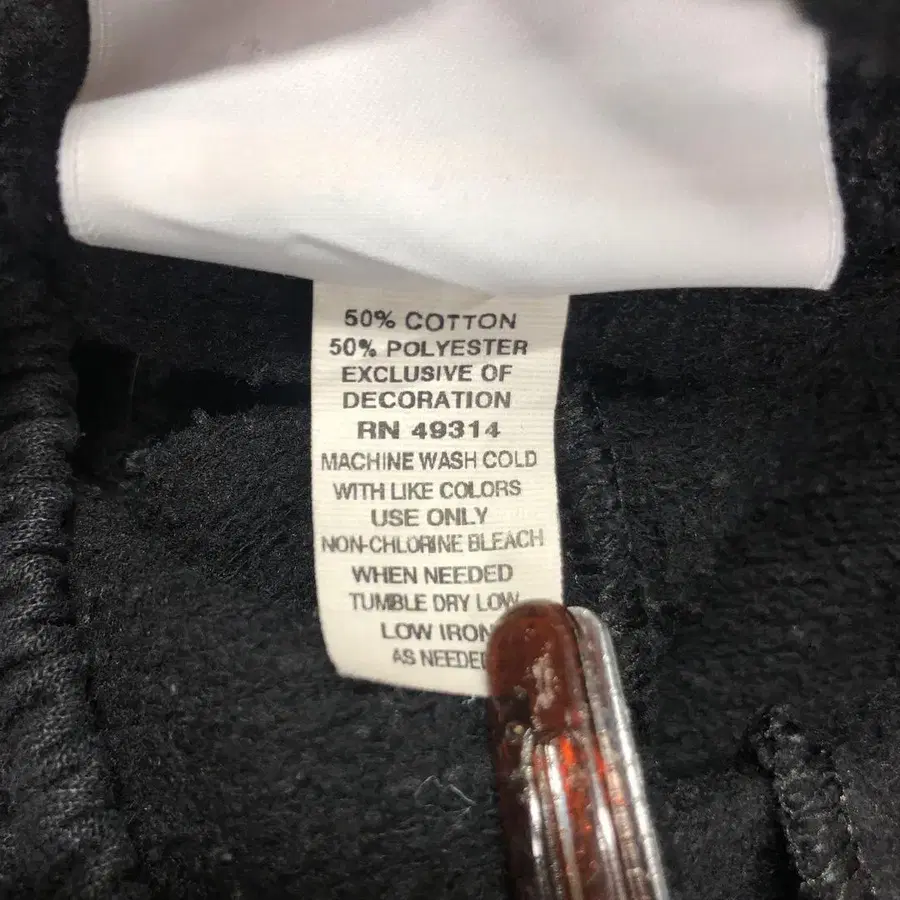 50% COTTON
50% POLYESTER
EXCLUSIVE OF
DECORATION
RN 49314
MACHINE WASH COLD
WITH LIKE COLORS
USE ONLY
NON-CHLORINE BLEACH
WHEN NEEDED
TUMBLE DRY LOW
LOW IRON
AS NEEDED